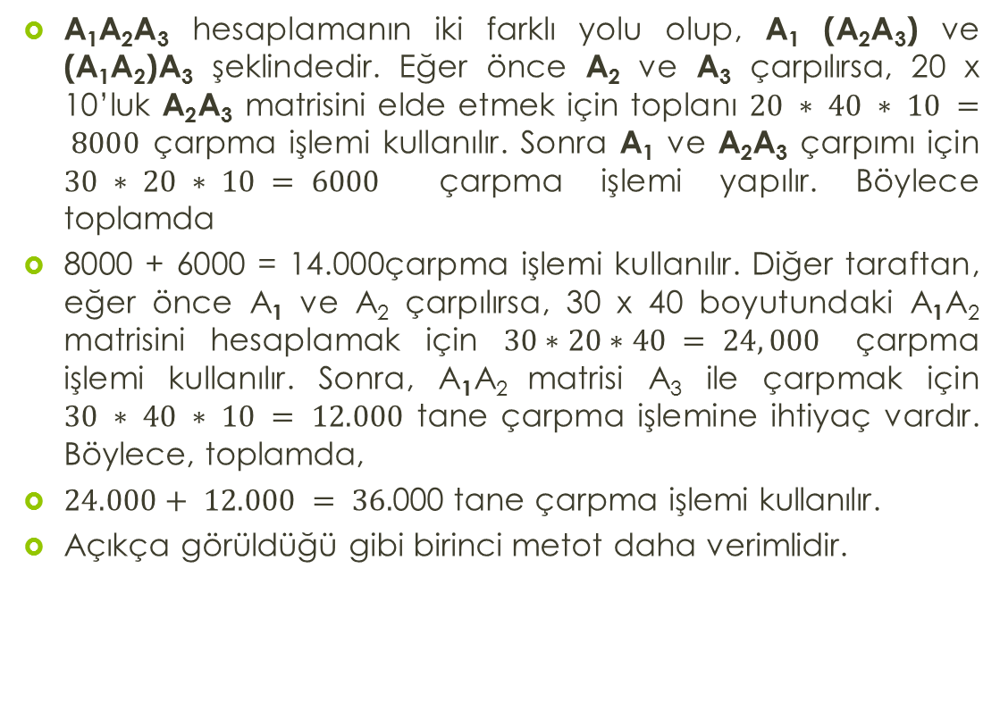 A₁A₂A₃ hesaplamanın iki farklı yolu olup, A₁ (A₂A₃) ve
(A₁A₂)A₃ şeklindedir. Eğer önce A₂ ve A₃ çarpılırsa, 20 x
10’luk A₂A₃ matrisini elde etmek için toplanı 20 ∗ 40 ∗ 10 =
8000 çarpma işlemi kullanılır. Sonra A₁ ve A₂A₃ çarpımı için
30 ∗ 20 ∗ 10 = 6000 çarpma işlemi yapılır. Böylece
toplamda
8000 + 6000 = 14.000çarpma işlemi kullanılır. Diğer taraftan,
eğer önce A₁ ve A₂ çarpılırsa, 30 x 40 boyutundaki A₁A₂
matrisini hesaplamak için 30 ∗ 20 ∗ 40 = 24,000 çarpma
işlemi kullanılır. Sonra, A₁A₂ matrisi A₃ ile çarpmak için
30 ∗ 40 ∗ 10 = 12.000 tane çarpma işlemine ihtiyaç vardır.
Böylece, toplamda,
24.000 + 12.000 = 36.000 tane çarpma işlemi kullanılır.
Açıkça görüldüğü gibi birinci metot daha verimlidir.